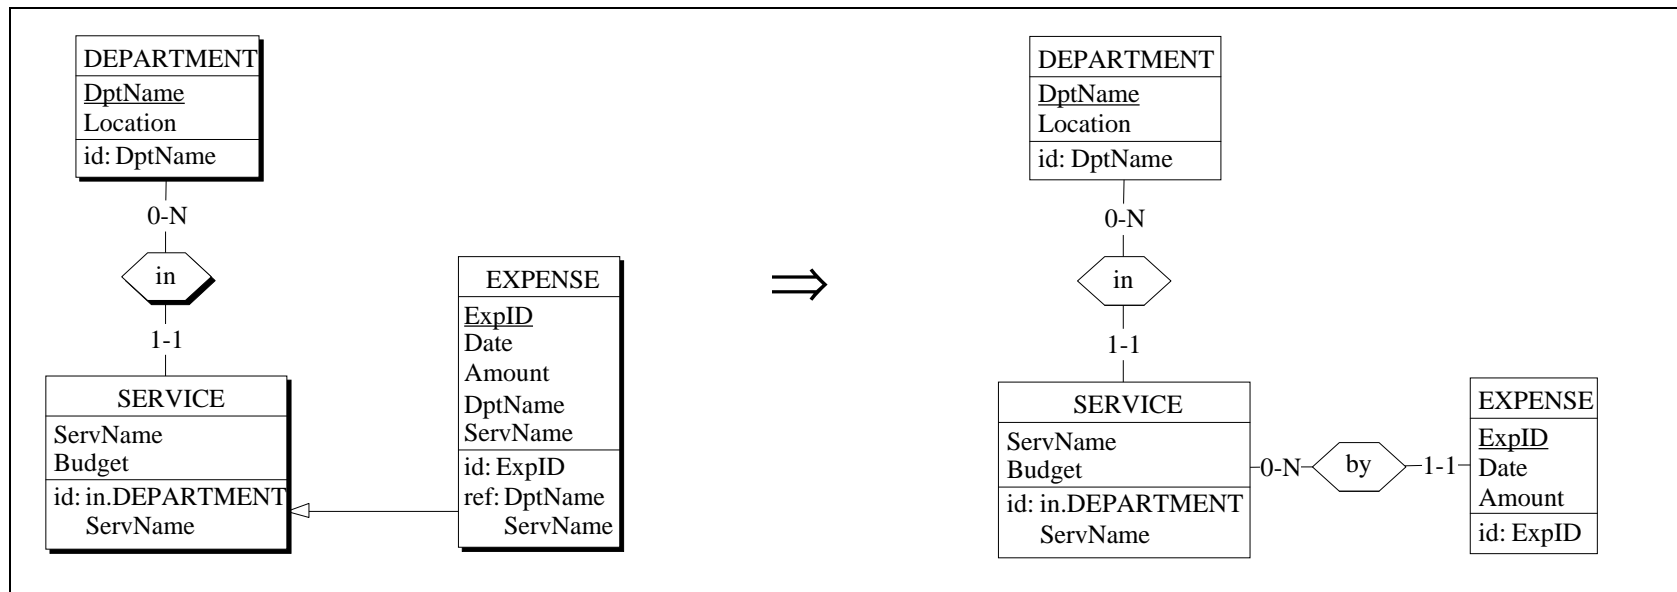 DEPARTMENT
DptName
Location
id: DptName
0-N
in
1-1
SERVICE
ServName
Budget
id: in.DEPARTMENT
ServName
EXPENSE
ExpID
Date
Amount
DptName
ServName
id: ExpID
ref: DptName
ServName
⇒
DEPARTMENT
DptName
Location
id: DptName
0-N
in
1-1
SERVICE
ServName
Budget
id: in.DEPARTMENT
ServName
0-N
by
1-1
EXPENSE
ExpID
Date
Amount
id: ExpID